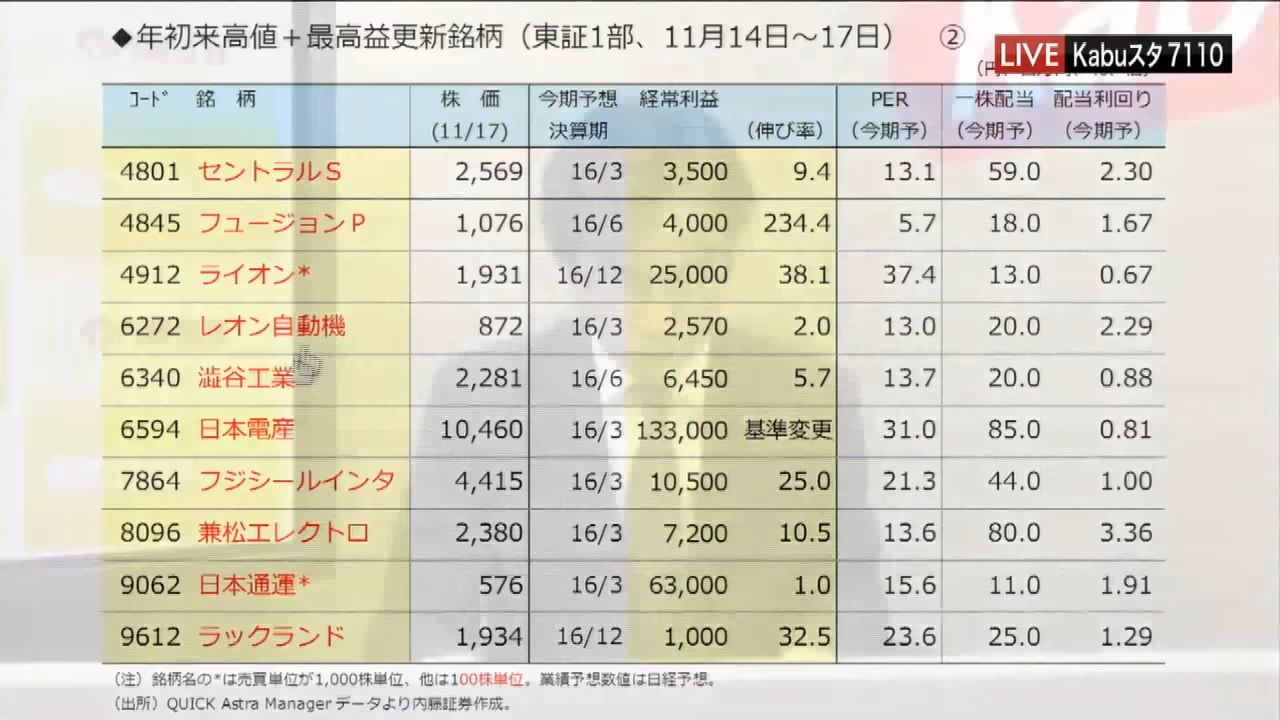 ◆年初来高値＋最高益更新銘柄（東証1部、11月14日～17日） ②
LIVE Kabuスタ7110
ｺｰﾄﾞ 銘 柄 株 価 今期予想 経常利益 PER 一株配当 配当利回り
(11/17) 決算期 (伸び率) (今期予) (今期予) (今期予)
4801 セントラルＳ 2,569 16/3 3,500 9.4 13.1 59.0 2.30
4845 フュージョンＰ 1,076 16/6 4,000 234.4 5.7 18.0 1.67
4912 ライオン* 1,931 16/12 25,000 38.1 37.4 13.0 0.67
6272 レオン自動機 872 16/3 2,570 2.0 13.0 20.0 2.29
6340 澁谷工業 2,281 16/6 6,450 5.7 13.7 20.0 0.88
6594 日本電産 10,460 16/3 133,000 基準変更 31.0 85.0 0.81
7864 フジシールインタ 4,415 16/3 10,500 25.0 21.3 44.0 1.00
8096 兼松エレクトロ 2,380 16/3 7,200 10.5 13.6 80.0 3.36
9062 日本通運* 576 16/3 63,000 1.0 15.6 11.0 1.91
9612 ラックランド 1,934 16/12 1,000 32.5 23.6 25.0 1.29
（注）銘柄名の*は売買単位が1,000株単位、他は100株単位。業績予想数値は日経予想。
（出所）QUICK Astra Managerデータより内藤証券作成。